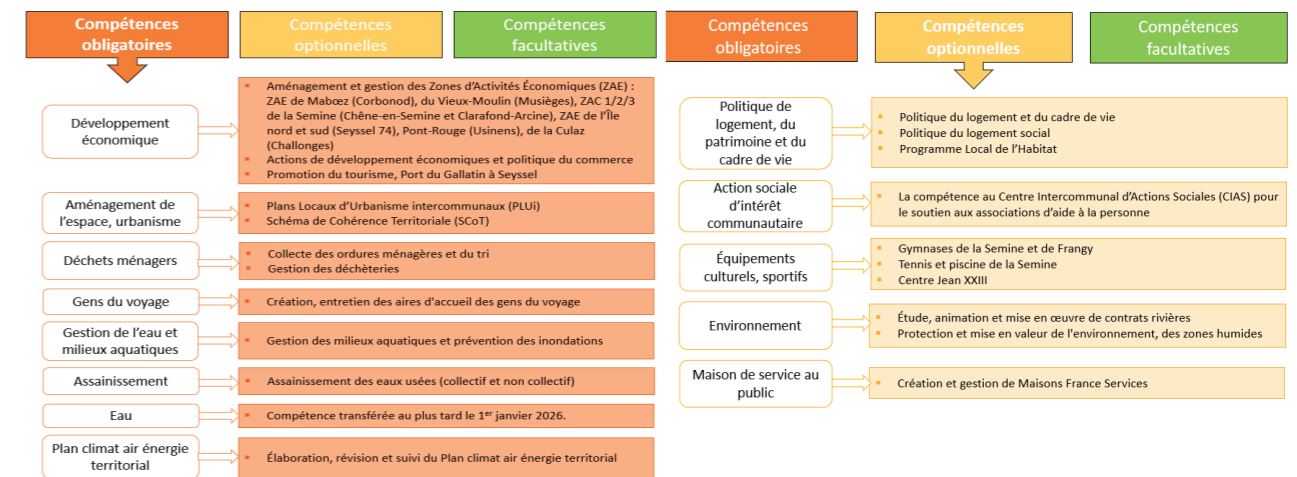 Compétences
obligatoires
Compétences
optionnelles
Compétences
facultatives
Développement
économique
▪ Aménagement et gestion des Zones d'Activités Économiques (ZAE) :
ZAE de Mabœz (Corbonod), du Vieux-Moulin (Musièges), ZAC 1/2/3
de la Semine (Chêne-en-Semine et Clarafond-Arcine), ZAE de l'Île
nord et sud (Seyssel 74), Pont-Rouge (Usinens), de la Culaz
(Challonges)
▪ Actions de développement économiques et politique du commerce
▪ Promotion du tourisme, Port du Gallatin à Seyssel
Aménagement de
l'espace, urbanisme
▪ Plans Locaux d'Urbanisme intercommunaux (PLUi)
▪ Schéma de Cohérence Territoriale (SCoT)
Déchets ménagers
▪ Collecte des ordures ménagères et du tri
▪ Gestion des déchèteries
Gens du voyage
▪ Création, entretien des aires d'accueil des gens du voyage
Gestion de l'eau et
milieux aquatiques
▪ Gestion des milieux aquatiques et prévention des inondations
Assainissement
▪ Assainissement des eaux usées (collectif et non collectif)
Eau
▪ Compétence transférée au plus tard le 1er janvier 2026.
Plan climat air énergie
territorial
▪ Élaboration, révision et suivi du Plan climat air énergie territorial
Compétences
obligatoires
Compétences
optionnelles
Compétences
facultatives
Politique de
logement, du
patrimoine et du
cadre de vie
▪ Politique du logement et du cadre de vie
▪ Politique du logement social
▪ Programme Local de l'Habitat
Action sociale
d'intérêt
communautaire
▪ La compétence au Centre Intercommunal d'Actions Sociales (CIAS) pour
le soutien aux associations d'aide à la personne
Équipements
culturels, sportifs
▪ Gymnases de la Semine et de Frangy
▪ Tennis et piscine de la Semine
▪ Centre Jean XXIII
Environnement
▪ Étude, animation et mise en œuvre de contrats rivières
▪ Protection et mise en valeur de l'environnement, des zones humides
Maison de service au
public
▪ Création et gestion de Maisons France Services